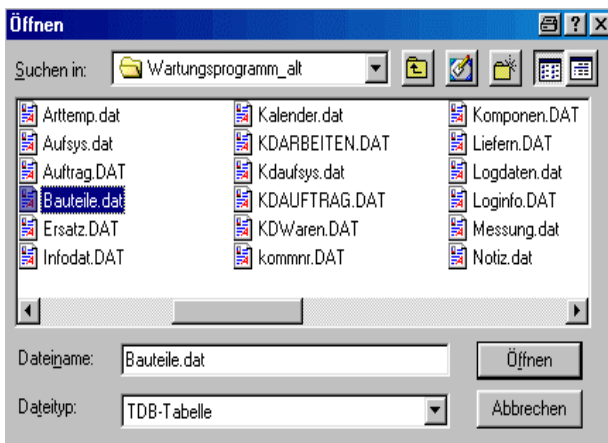 Öffnen
Suchen in: Wartungsprogramm_alt
Arttemp.dat Kalender.dat Komponen.DAT
Aufsys.dat KDARBEITEN.DAT Liefern.DAT
Auftrag.DAT Kdaufsys.dat Logdaten.dat
Bauteile.dat KDAUFTRAG.DAT Loginfo.DAT
Ersatz.DAT KDWaren.DAT Messung.dat
Infodat.DAT kommnr.DAT Notiz.dat
Dateiname: Bauteile.dat Öffnen
Dateityp: TDB-Tabelle Abbrechen